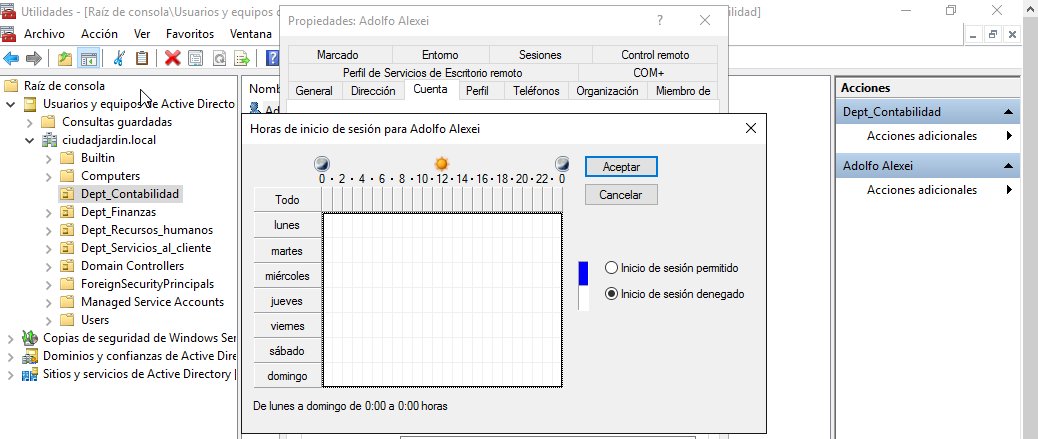 Utilidades - [Raíz de consola\Usuarios y equipos d
bilidad]
Archivo Acción Ver Favoritos Ventana
Raíz de consola
Usuarios y equipos de Active Directo
Consultas guardadas
ciudadjardin.local
Builtin
Computers
Dept_Contabilidad
Dept_Finanzas
Dept_Recursos_humanos
Dept_Servicios_al_cliente
Domain Controllers
ForeignSecurityPrincipals
Managed Service Accounts
Users
Copias de seguridad de Windows Ser
Dominios y confianzas de Active Dire
Sitios y servicios de Active Directory [
Nomb
Ad
Propiedades: Adolfo Alexei
Marcado Entorno Sesiones Control remoto
Perfil de Servicios de Escritorio remoto COM+
General Dirección Cuenta Perfil Teléfonos Organización Miembro de
Horas de inicio de sesión para Adolfo Alexei
0 · 2 · 4 · 6 · 8 · 10 · 12 · 14 · 16 · 18 · 20 · 22 · 0
Todo
lunes
martes
miércoles
jueves
viernes
sábado
domingo
Aceptar
Cancelar
Inicio de sesión permitido
Inicio de sesión denegado
De lunes a domingo de 0:00 a 0:00 horas
Acciones
Dept_Contabilidad
Acciones adicionales
Adolfo Alexei
Acciones adicionales